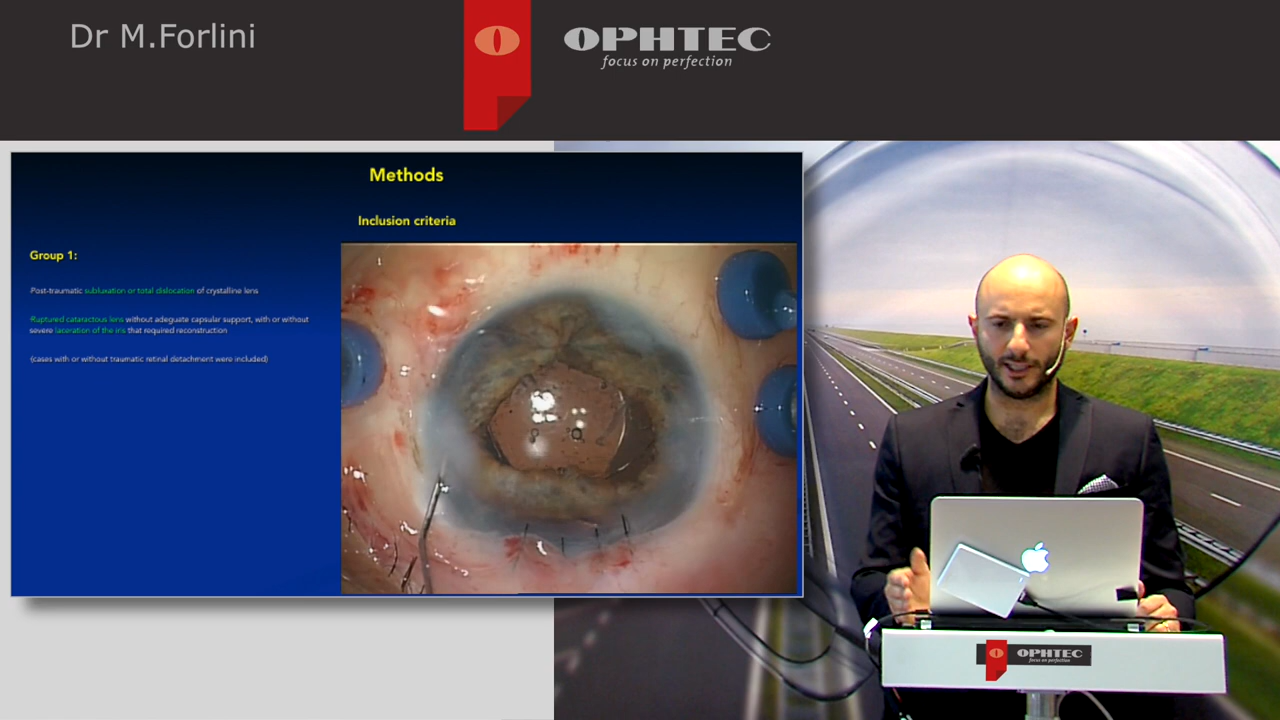 Dr M.Forlini
OPHTEC
focus on perfection
Methods
Inclusion criteria
Group 1:
Post-traumatic subluxation or total dislocation of crystalline lens
Ruptured cataractous lens without adequate capsular support, with or without
severe laceration of the iris that required reconstruction
(cases with or without traumatic retinal detachment were included)
OPHTEC
focus on perfection